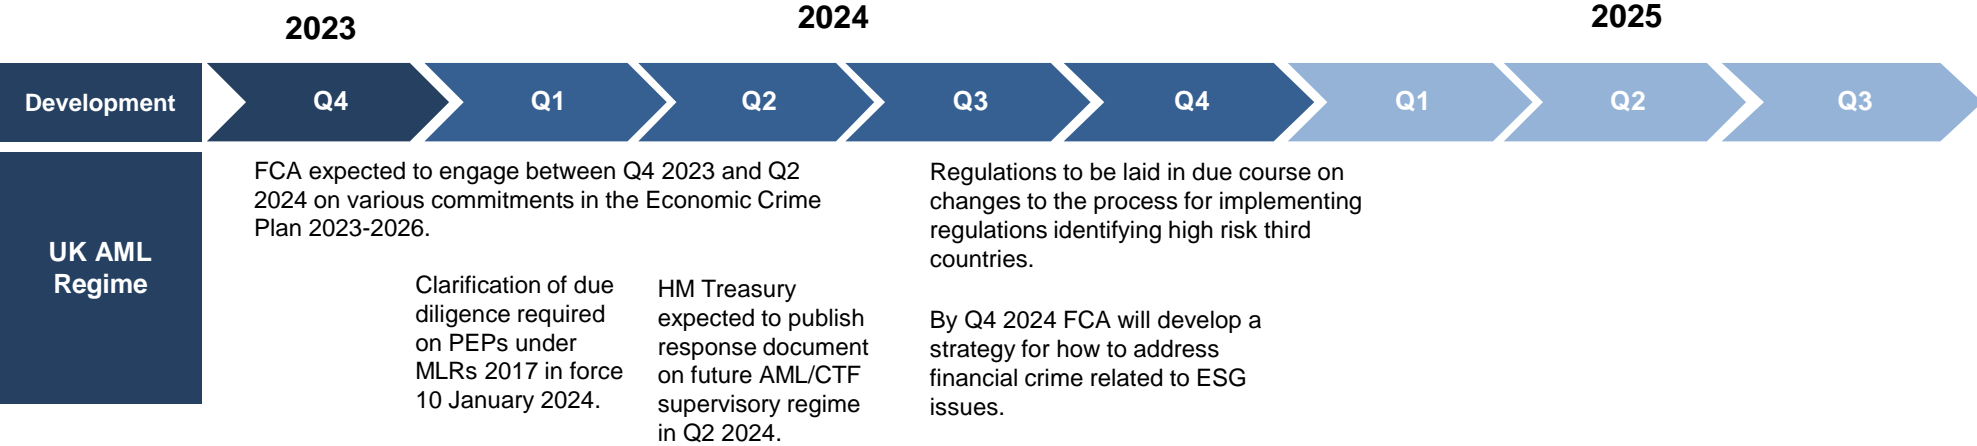 2023
2024
2025
Development
Q4
Q1
Q2
Q3
Q4
Q1
Q2
Q3
UK AML
Regime
FCA expected to engage between Q4 2023 and Q2
2024 on various commitments in the Economic Crime
Plan 2023-2026.
Clarification of due
diligence required
on PEPs under
MLRs 2017 in force
10 January 2024.
HM Treasury
expected to publish
response document
on future AML/CTF
supervisory regime
in Q2 2024.
Regulations to be laid in due course on
changes to the process for implementing
regulations identifying high risk third
countries.
By Q4 2024 FCA will develop a
strategy for how to address
financial crime related to ESG
issues.